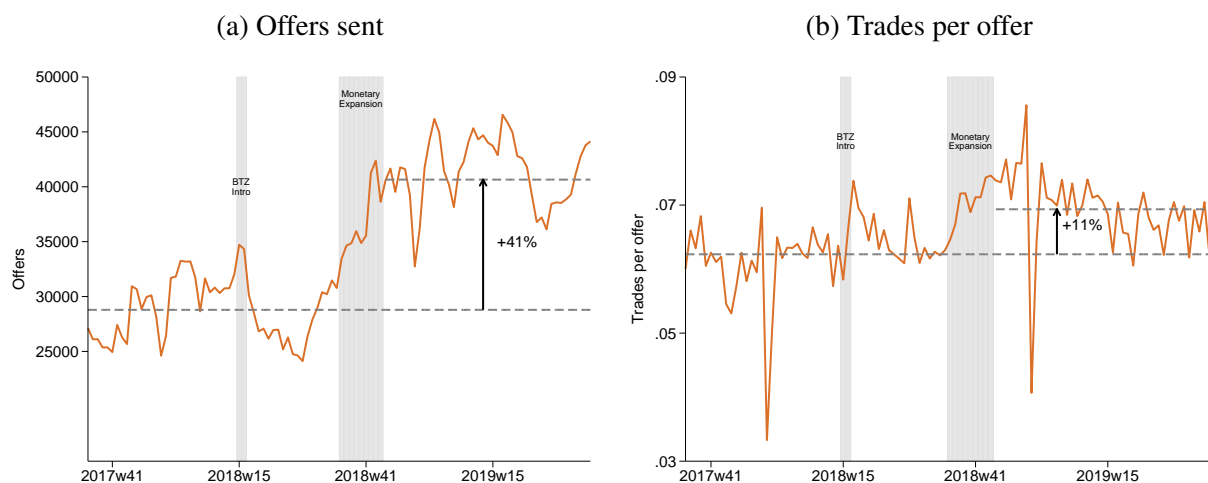 (a) Offers sent
50000
45000
40000
35000
30000
25000
Offers
BTZ
Intro
Monetary
Expansion
+41%
2017w41
2018w15
2018w41
2019w15
(b) Trades per offer
.09
.07
.05
.03
Trades per offer
BTZ
Intro
Monetary
Expansion
+11%
2017w41
2018w15
2018w41
2019w15